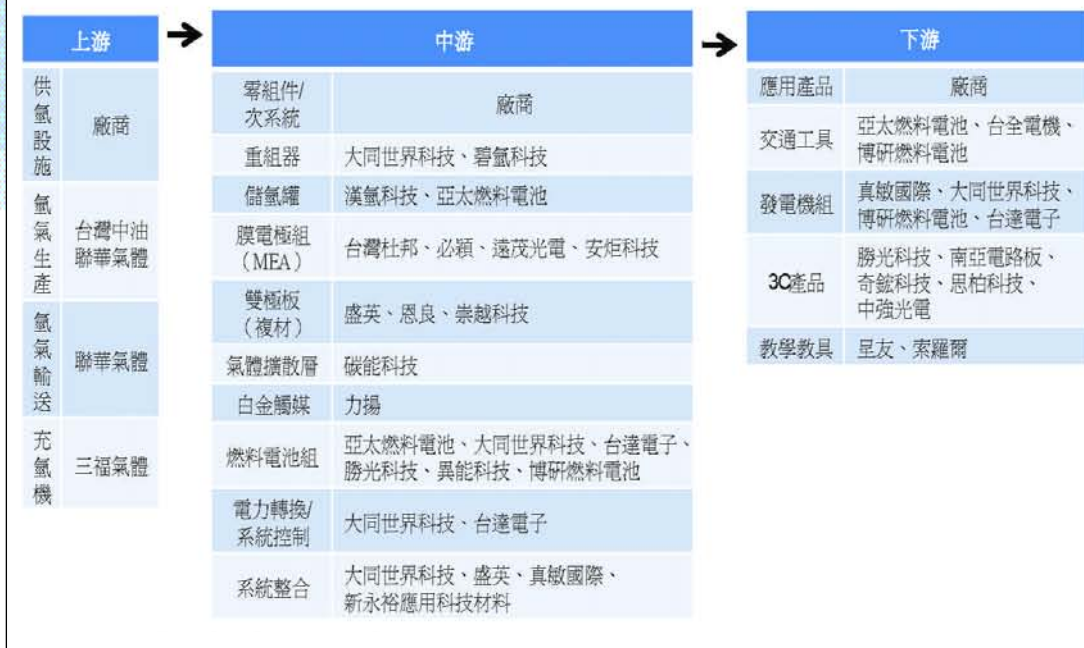 上游
供氫設施
廠商
氫氣生產
台灣中油
聯華氣體
氫氣輸送
聯華氣體
充氫機
三福氣體
中游
零組件/
次系統
廠商
重組器
大同世界科技、碧氫科技
儲氫罐
漢氫科技、亞太燃料電池
膜電極組
（MEA）
台灣杜邦、必穎、遠茂光電、安炬科技
雙極板
（複材）
盛英、恩良、崇越科技
氣體擴散層
碳能科技
白金觸媒
力揚
燃料電池組
亞太燃料電池、大同世界科技、台達電子、
勝光科技、異能科技、博研燃料電池
電力轉換/
系統控制
大同世界科技、台達電子
系統整合
大同世界科技、盛英、真敏國際、
新永裕應用科技材料
下游
應用產品
廠商
交通工具
亞太燃料電池、台全電機、
博研燃料電池
發電機組
真敏國際、大同世界科技、
博研燃料電池、台達電子
3C產品
勝光科技、南亞電路板、
奇鋐科技、思柏科技、
中強光電
教學教具
昱友、索羅爾